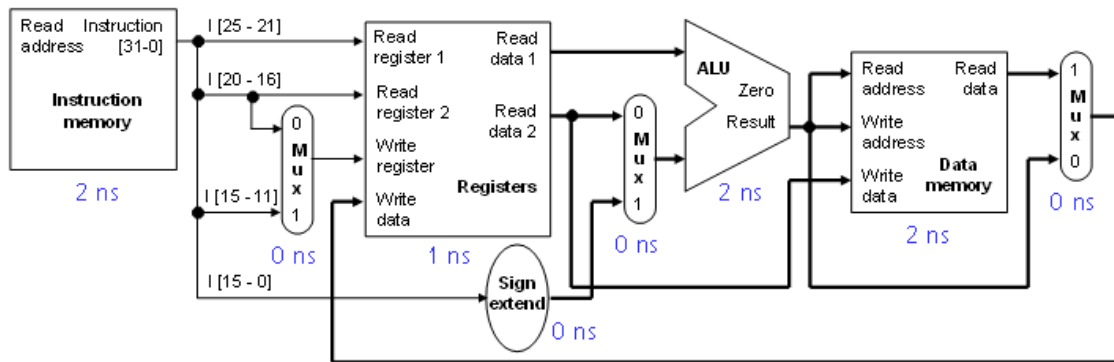 Read Instruction
address [31-0]
Instruction
memory
2 ns
I [25 - 21]
I [20 - 16]
I [15 - 11]
I [15 - 0]
0
M
u
x
1
0 ns
Read
register 1
Read
data 1
Read
register 2
Read
data 2
Write
register
Write
data
Registers
1 ns
Sign
extend
0 ns
0
M
u
x
1
0 ns
ALU
Zero
Result
2 ns
Read
address
Read
data
Write
address
Write
data
Data
memory
2 ns
1
M
u
x
0
0 ns